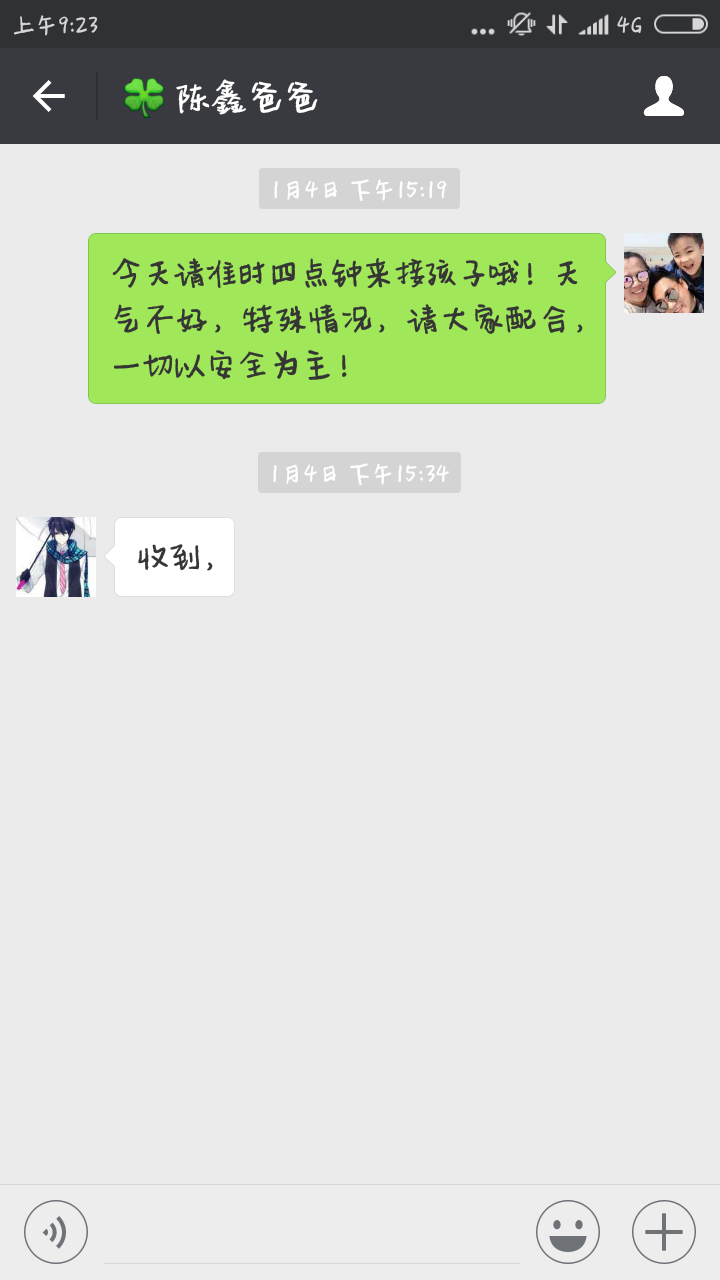 上午9:23
4G
陈鑫爸爸
1月4日 下午15:19
今天请准时四点钟来接孩子哦！天
气不好，特殊情况，请大家配合，
一切以安全为主！
1月4日 下午15:34
收到，